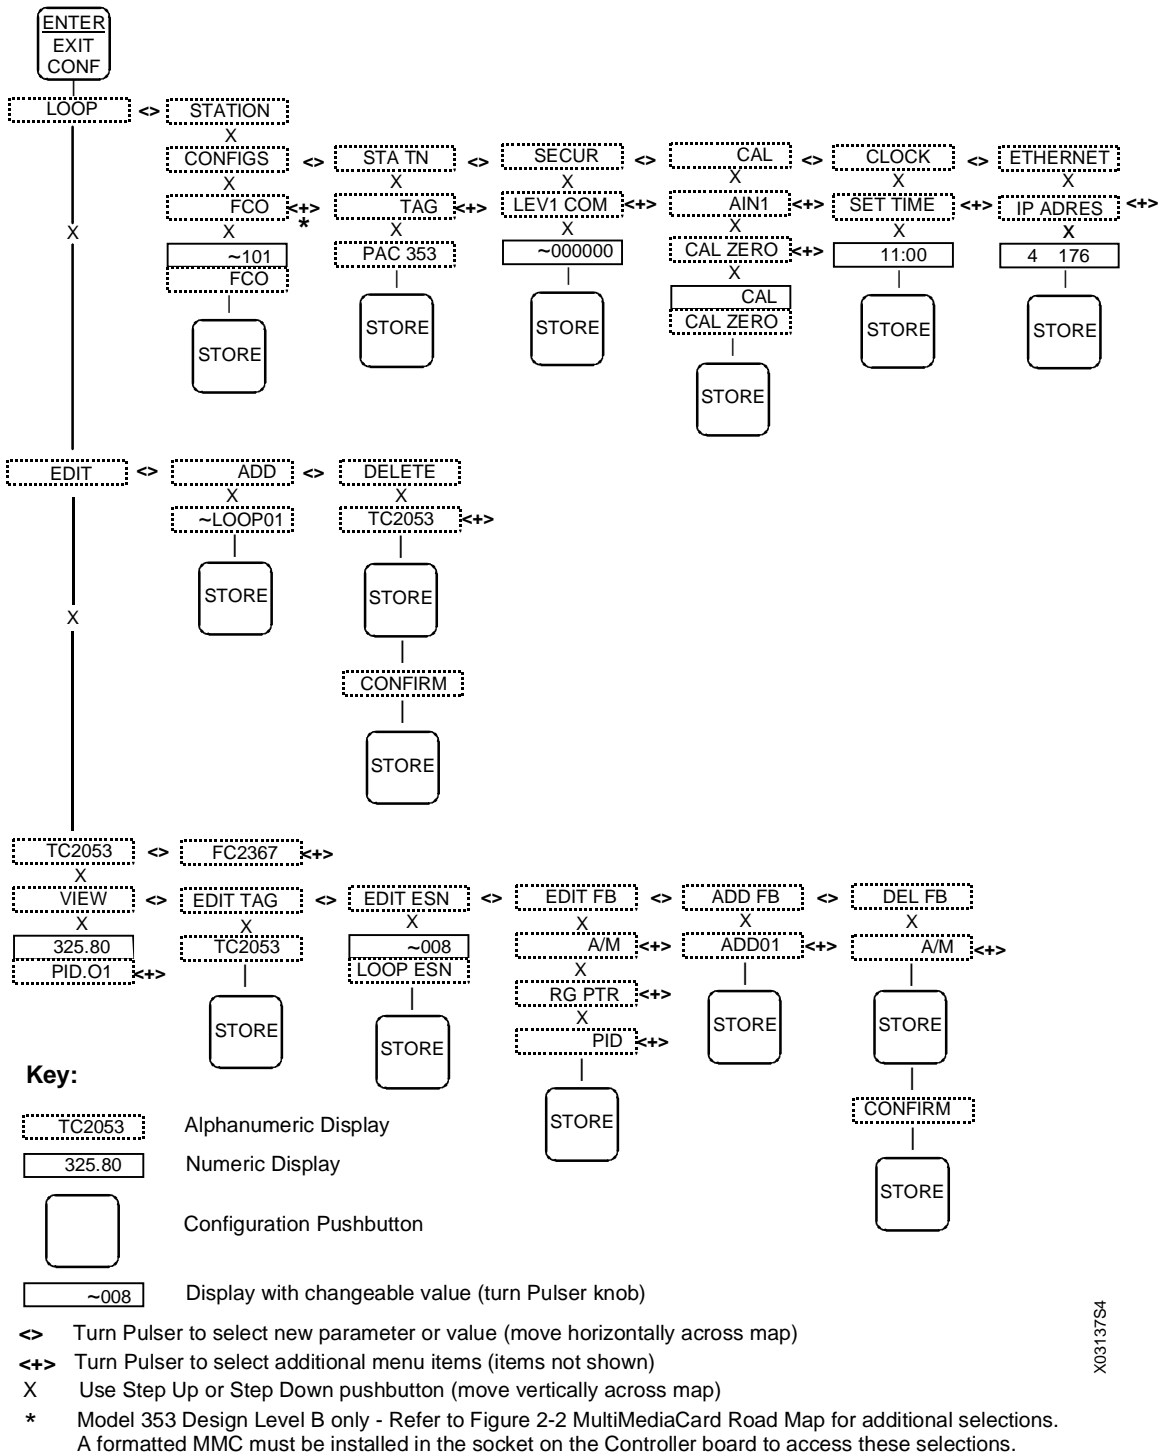 ENTER
EXIT
CONF
LOOP <> STATION
X
CONFIGS <> STA TN <> SECUR <> CAL <> CLOCK <> ETHERNET
X X X X X X
FCO <+> TAG <+> LEV1 COM <+> AIN1 <+> SET TIME <+> IP ADRES <+>
*
X X X X X X X
~101 PAC 353 ~000000 CAL ZERO <+> 11:00 4 176
FCO X
CAL
CAL ZERO
STORE STORE STORE STORE STORE
STORE
EDIT <> ADD <> DELETE
X X
~LOOP01 TC2053 <+>
STORE STORE
X
CONFIRM
STORE
TC2053 <> FC2367 <+>
X
VIEW <> EDIT TAG <> EDIT ESN <> EDIT FB <> ADD FB <> DEL FB
X X X X X X
325.80 TC2053 ~008 A/M <+> ADD01 <+> A/M <+>
PID.O1 <+> LOOP ESN X
RG PTR <+>
X
PID <+>
STORE STORE STORE STORE
STORE
CONFIRM
STORE
Key:
TC2053 Alphanumeric Display
325.80 Numeric Display
Configuration Pushbutton
~008 Display with changeable value (turn Pulser knob)
<> Turn Pulser to select new parameter or value (move horizontally across map)
<+> Turn Pulser to select additional menu items (items not shown)
X Use Step Up or Step Down pushbutton (move vertically across map)
* Model 353 Design Level B only - Refer to Figure 2-2 MultiMediaCard Road Map for additional selections.
A formatted MMC must be installed in the socket on the Controller board to access these selections.
X03137S4